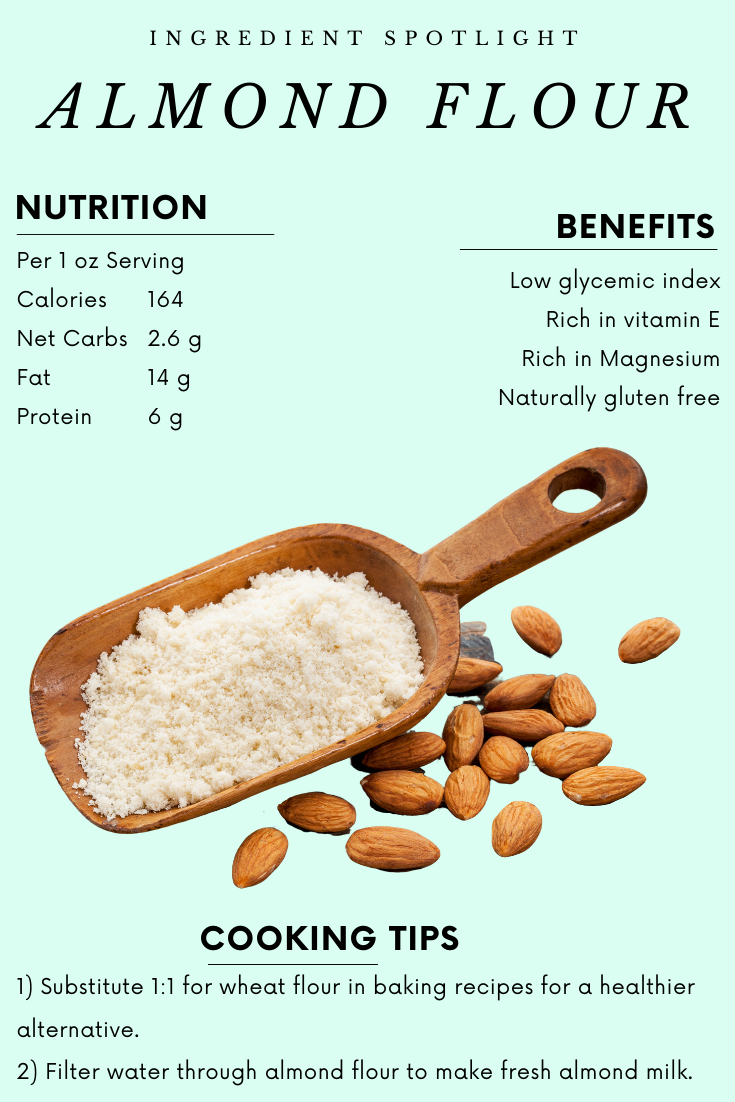 INGREDIENT SPOTLIGHT
ALMOND FLOUR
NUTRITION
Per 1 oz Serving
Calories 164
Net Carbs 2.6 g
Fat 14 g
Protein 6 g
BENEFITS
Low glycemic index
Rich in vitamin E
Rich in Magnesium
Naturally gluten free
COOKING TIPS
1) Substitute 1:1 for wheat flour in baking recipes for a healthier
alternative.
2) Filter water through almond flour to make fresh almond milk.